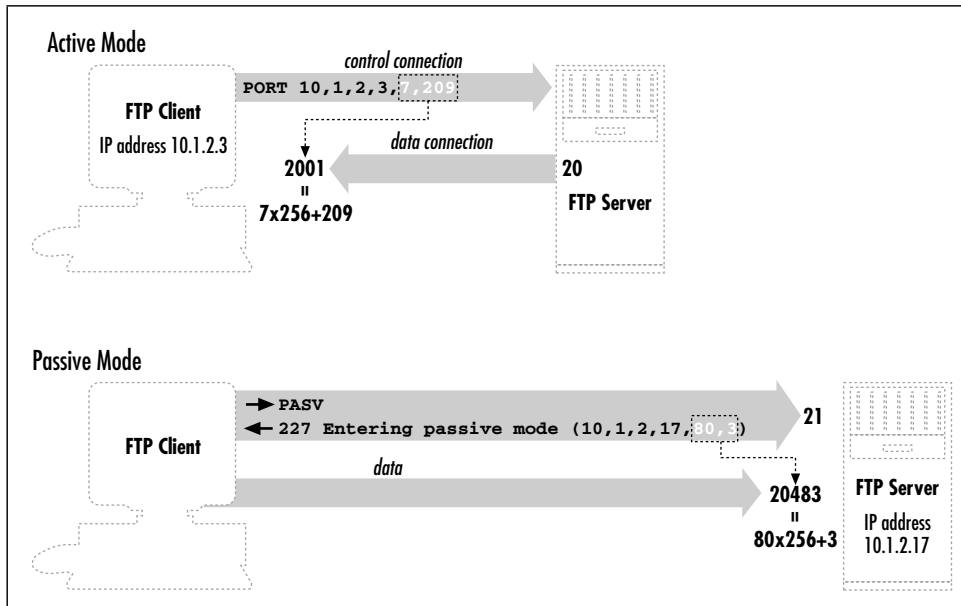 Active Mode
control connection
PORT 10,1,2,3,7,209
FTP Client
IP address 10.1.2.3
data connection
2001
20
=
7x256+209
FTP Server
Passive Mode
PASV
21
227 Entering passive mode (10,1,2,17,80,3)
FTP Client
data
20483
=
80x256+3
FTP Server
IP address
10.1.2.17